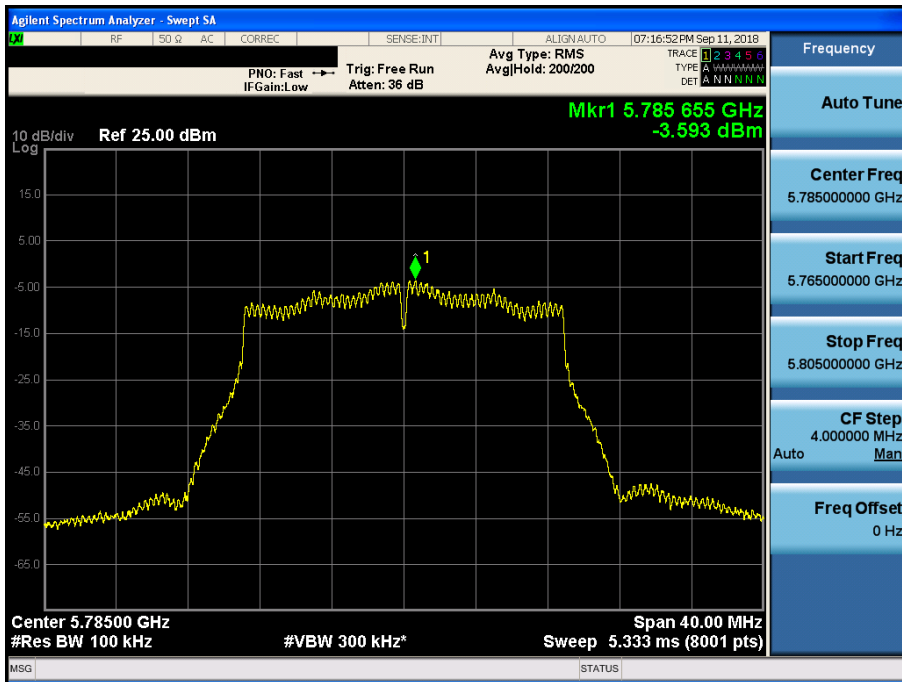 Agilent Spectrum Analyzer - Swept SA
LXI RF 50 Ω AC CORREC SENSE:INT ALIGN AUTO 07:16:52 PM Sep 11, 2018
PNO: Fast Trig: Free Run Avg Type: RMS TRACE 1 2 3 4 5 6
IFGain:Low Atten: 36 dB Avg|Hold: 200/200 TYPE A WWWWW
DET A N N N N N
Mkr1 5.785 655 GHz
-3.593 dBm
10 dB/div Ref 25.00 dBm
Log
15.0
5.00
-5.00
-15.0
-25.0
-35.0
-45.0
-55.0
-65.0
1
Center 5.78500 GHz Span 40.00 MHz
#Res BW 100 kHz #VBW 300 kHz* Sweep 5.333 ms (8001 pts)
MSG STATUS
Frequency
Auto Tune
Center Freq
5.785000000 GHz
Start Freq
5.765000000 GHz
Stop Freq
5.805000000 GHz
CF Step
4.000000 MHz
Auto Man
Freq Offset
0 Hz